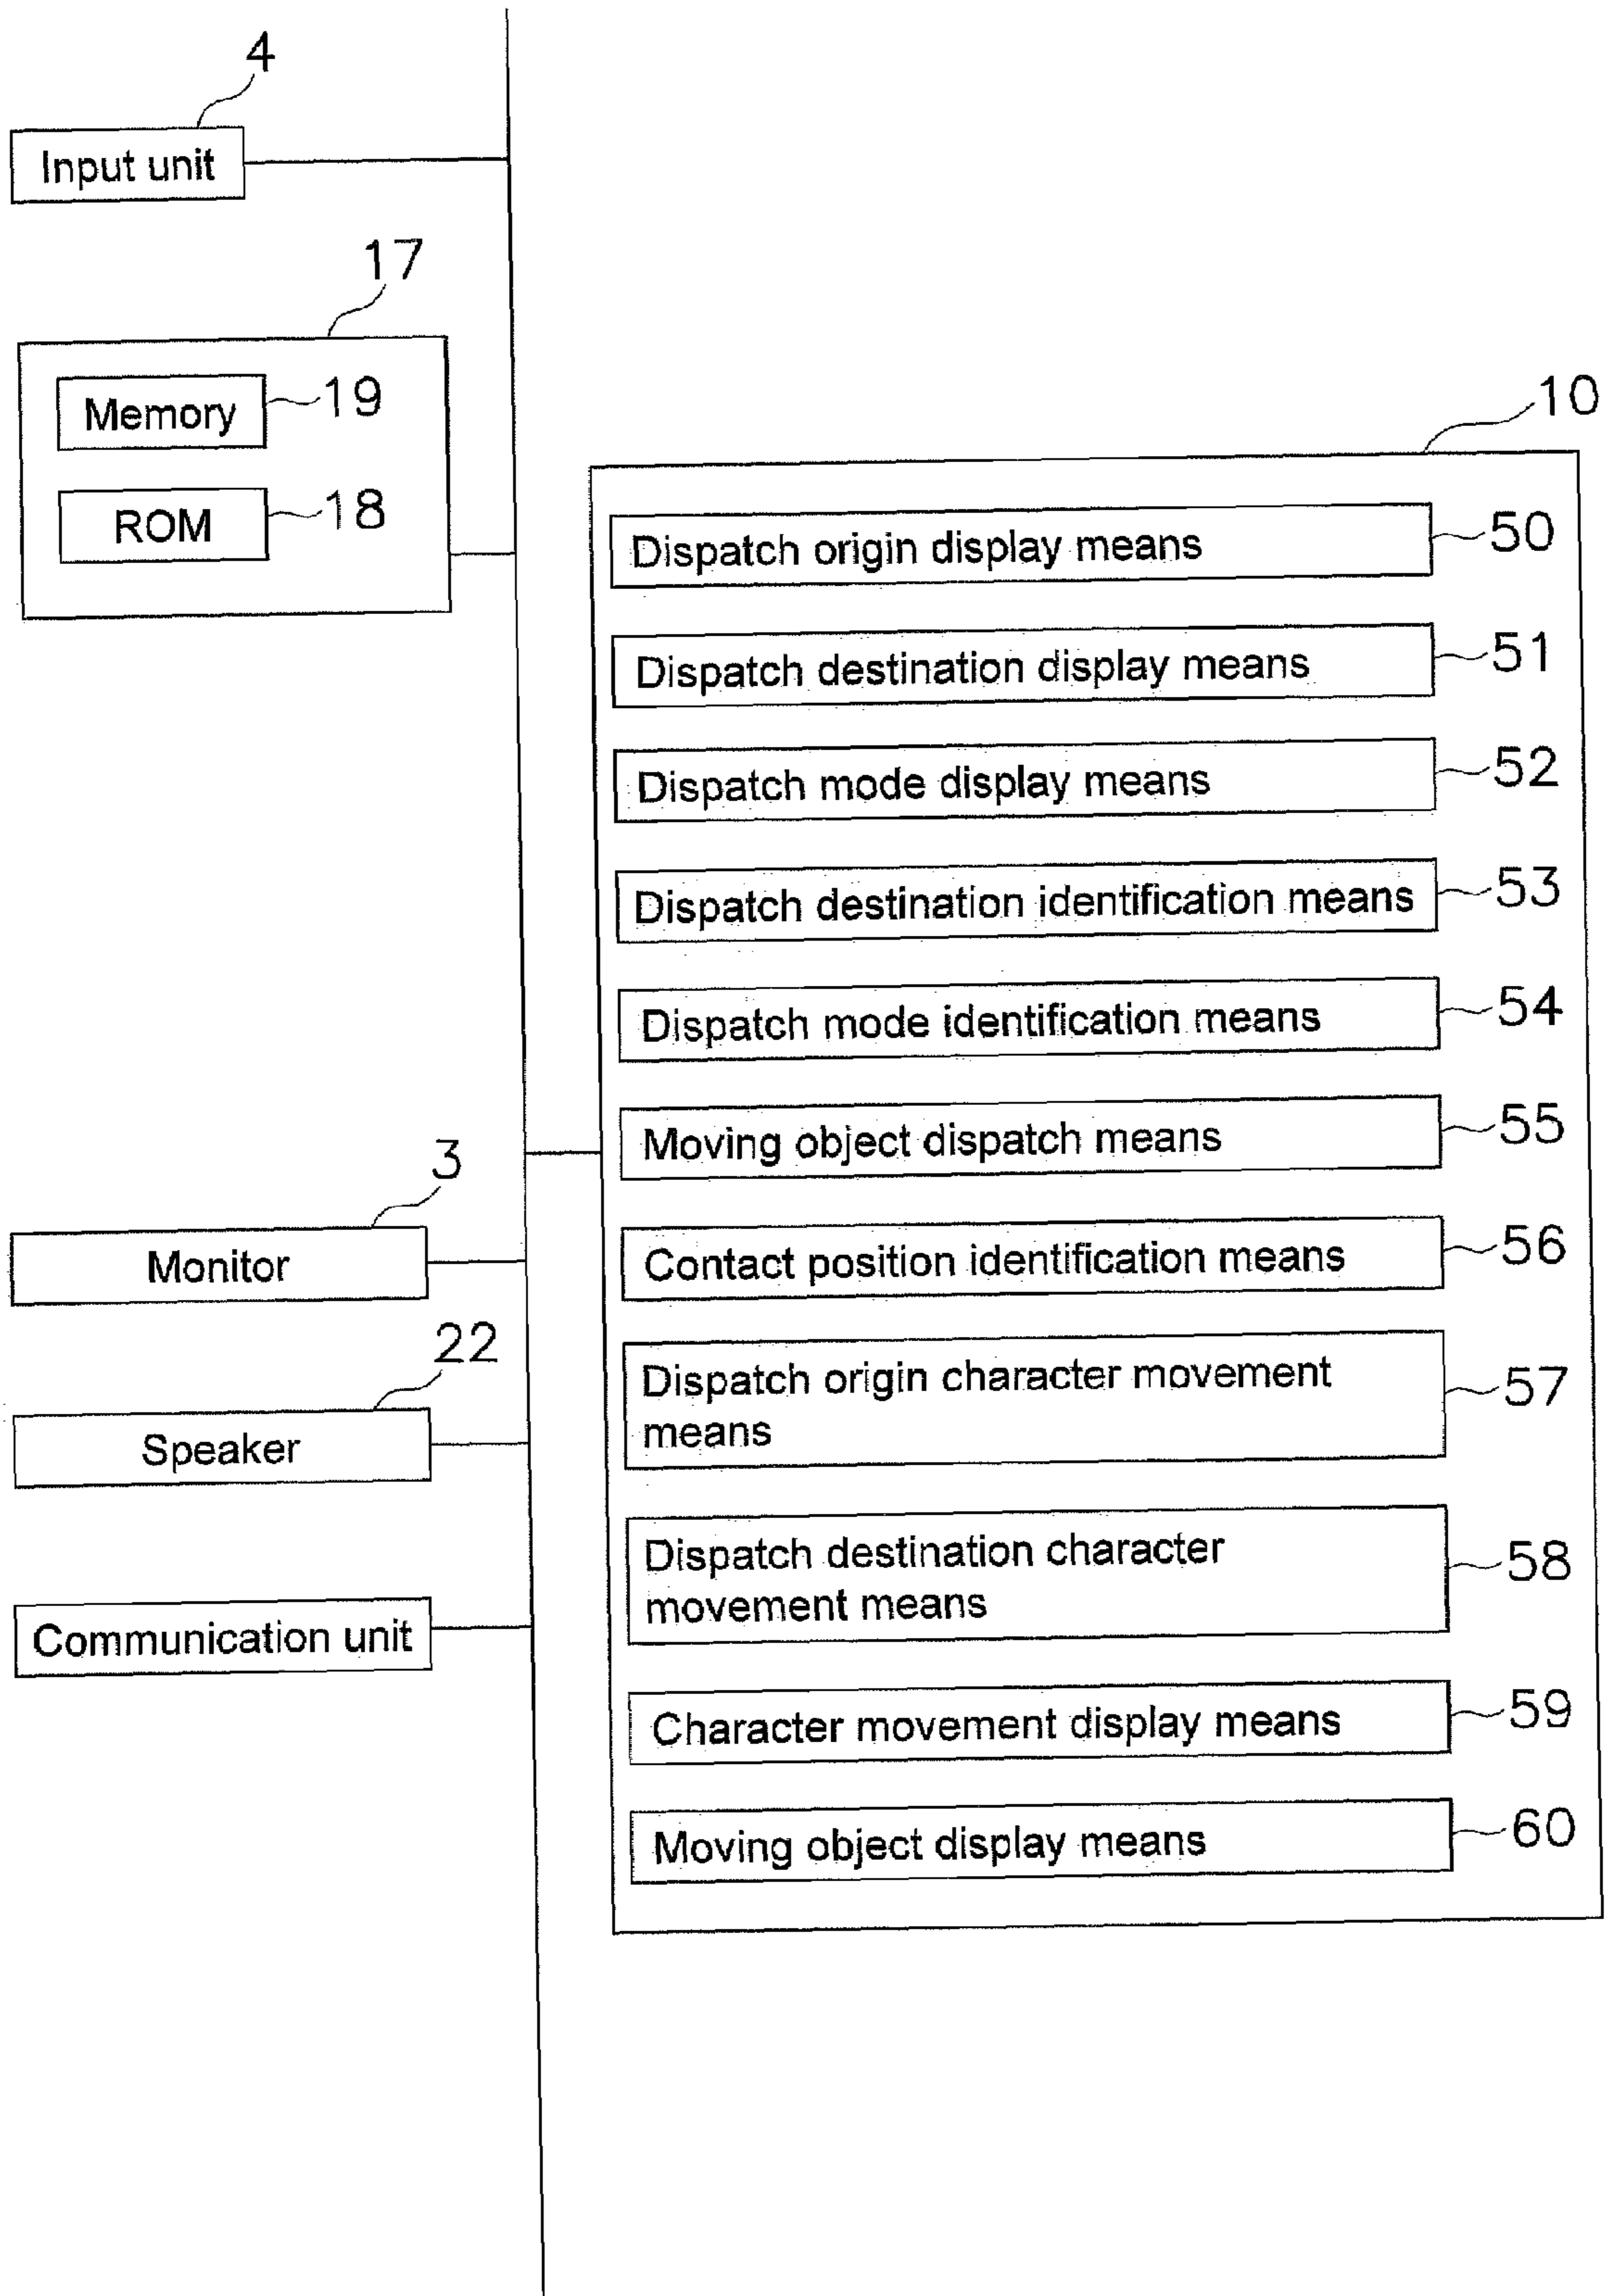 4
Input unit
17
Memory
19
ROM
18
10
Dispatch origin display means
50
Dispatch destination display means
51
Dispatch mode display means
52
Dispatch destination identification means
53
Dispatch mode identification means
54
Moving object dispatch means
55
Contact position identification means
56
Dispatch origin character movement
means
57
Dispatch destination character
movement means
58
Character movement display means
59
Moving object display means
60
3
Monitor
22
Speaker
Communication unit